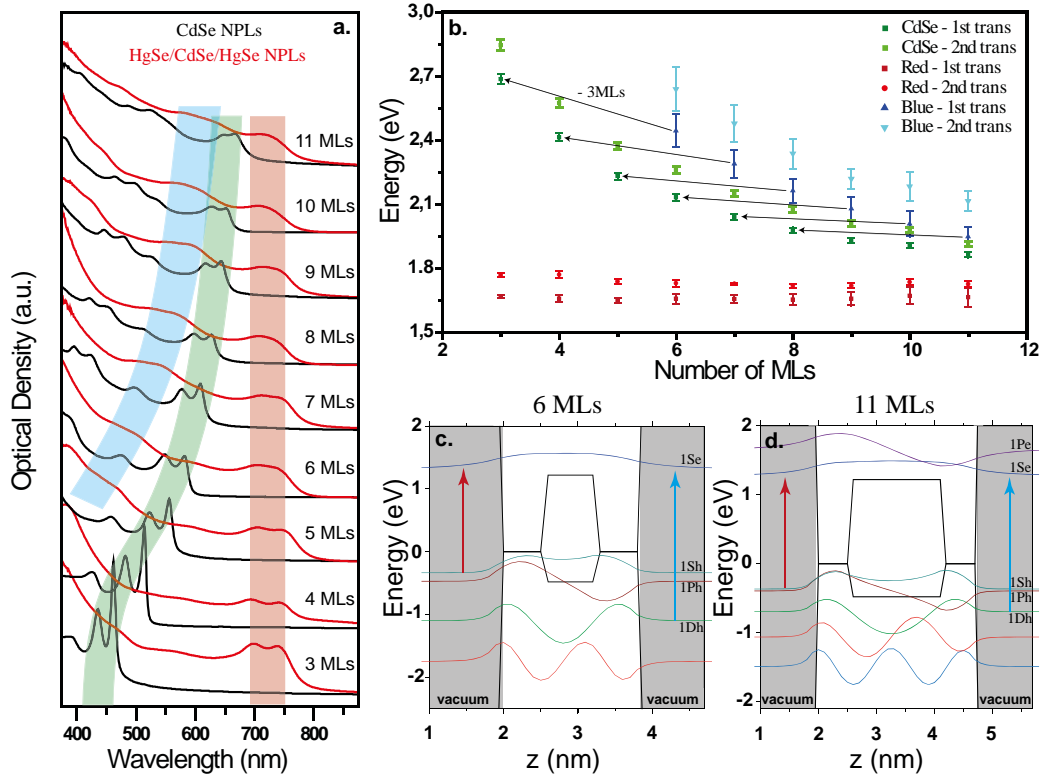 a.
CdSe NPLs
HgSe/CdSe/HgSe NPLs
11 MLs
10 MLs
9 MLs
8 MLs
7 MLs
6 MLs
5 MLs
4 MLs
3 MLs
Optical Density (a.u.)
400 500 600 700 800
Wavelength (nm)
b.
3,0
2,7
2,4
2,1
1,8
1,5
Energy (eV)
- 3MLs
CdSe - 1st trans
CdSe - 2nd trans
Red - 1st trans
Red - 2nd trans
Blue - 1st trans
Blue - 2nd trans
2 4 6 8 10 12
Number of MLs
6 MLs
c.
2
1
0
-1
-2
Energy (eV)
1Se
1Sh
1Ph
1Dh
vacuum
vacuum
1 2 3 4
z (nm)
11 MLs
d.
2
1
0
-1
-2
Energy (eV)
1Pe
1Se
1Sh
1Ph
1Dh
vacuum
vacuum
1 2 3 4 5
z (nm)